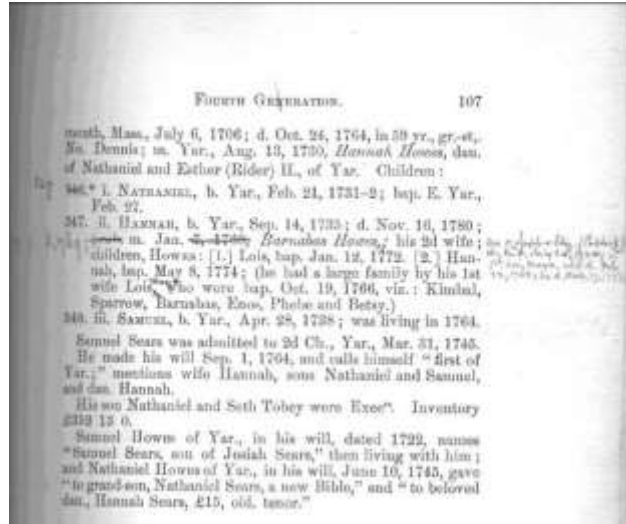 FOURTH GENERATION. 107
mouth, Mass., July 6, 1706; d. Oct. 24, 1764, in 59 yr., gr.-st.,
No. Dennis; m. Yar., Aug. 13, 1730, Hannah Howes, dau.
of Nathaniel and Esther (Rider) H., of Yar. Children:
346.* i. NATHANIEL, b. Yar., Feb. 21, 1731-2; bap. E. Yar.,
Feb. 27.
347. ii. HANNAH, b. Yar., Sep. 14, 1735; d. Nov. 16, 1780;
m. Jan. Barnabas Howes; his 2d wife;
children, HOWES: [1.] Lois, bap. Jan. 12, 1772. [2.] Han-
nah, bap. May 8, 1774; (he had a large family by his 1st
wife Lois, who were bap. Oct. 19, 1766, viz.: Kimbal,
Sparrow, Barnabas, Enos, Phebe and Betsy.)
348. iii. SAMUEL, b. Yar., Apr. 28, 1738; was living in 1764.
Samuel Sears was admitted to 2d Ch., Yar., Mar. 31, 1745.
He made his will Sep. 1, 1764, and calls himself "first of
Yar.;" mentions wife Hannah, sons Nathaniel and Samuel,
and dau. Hannah.
His son Nathaniel and Seth Tobey were Exec'rs. Inventory
£359 15 0.
Samuel Howes of Yar., in his will, dated 1722, names
"Samuel Sears, son of Josiah Sears," then living with him;
and Nathaniel Howes of Yar., in his will, June 10, 1745, gave
"to grand-son, Nathaniel Sears, a new Bible," and "to beloved
dau., Hannah Sears, £15, old. tenor."